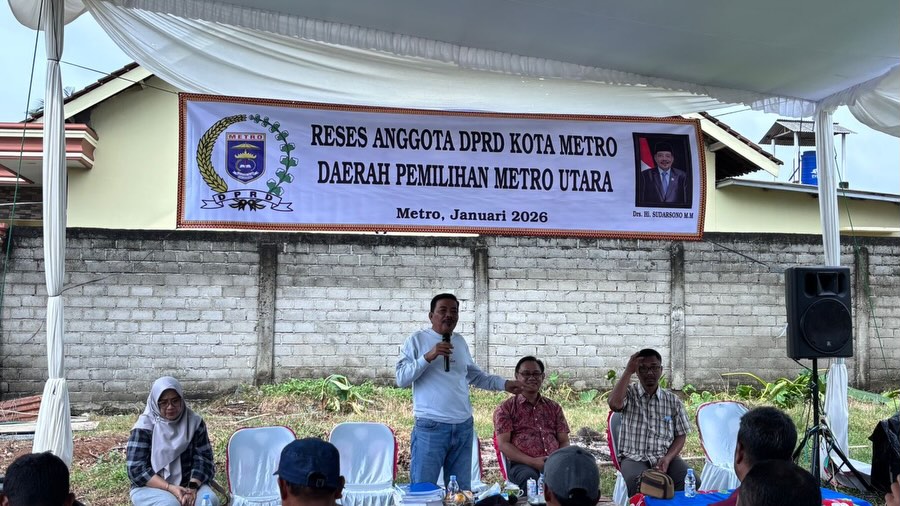 METRO
DPRD
RESES ANGGOTA DPRD KOTA METRO
DAERAH PEMILIHAN METRO UTARA
Metro, Januari 2026
Drs. Hi. SUDARSONO M.M